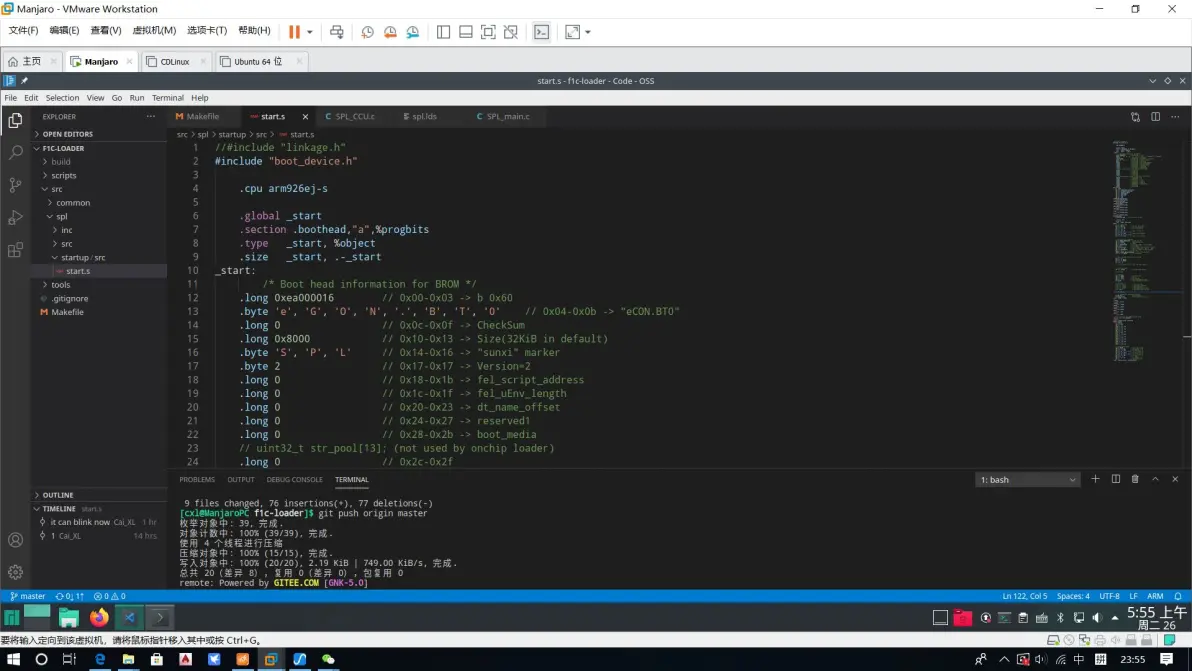 Manjaro - VMware Workstation
文件(F) 编辑(E) 查看(V) 虚拟机(M) 选项卡(T) 帮助(H)
主页 Manjaro CDLinux Ubuntu 64 位
start.s - f1c-loader - Code - OSS
File Edit Selection View Go Run Terminal Help
EXPLORER
Makefile start.s SPL_CCU.c spl.lds SPL_main.c
OPEN EDITORS
F1C-LOADER
build
scripts
src
common
spl
inc
src
startup / src
start.s
tools
.gitignore
Makefile
OUTLINE
TIMELINE start.s
it can blink now Cai_XL 1 hr
1 Cai_XL 14 hrs
src > spl > startup > src > start.s
1 //#include "linkage.h"
2 #include "boot_device.h"
3
4 .cpu arm926ej-s
5
6 .global _start
7 .section .boothead,"a",%progbits
8 .type _start, %object
9 .size _start, .-_start
10 _start:
11 /* Boot head information for BROM */
12 .long 0xea000016 // 0x00-0x03 -> b 0x60
13 .byte 'e', 'G', 'O', 'N', '.', 'B', 'T', '0' // 0x04-0x0b -> "eCON.BT0"
14 .long 0 // 0x0c-0x0f -> CheckSum
15 .long 0x8000 // 0x10-0x13 -> Size(32KiB in default)
16 .byte 'S', 'P', 'L' // 0x14-0x16 -> "sunxi" marker
17 .byte 2 // 0x17-0x17 -> Version=2
18 .long 0 // 0x18-0x1b -> fel_script_address
19 .long 0 // 0x1c-0x1f -> fel_uEnv_length
20 .long 0 // 0x20-0x23 -> dt_name_offset
21 .long 0 // 0x24-0x27 -> reserved1
22 .long 0 // 0x28-0x2b -> boot_media
23 // uint32_t str_pool[13]; (not used by onchip loader)
24 .long 0 // 0x2c-0x2f
PROBLEMS OUTPUT DEBUG CONSOLE TERMINAL
1: bash
9 files changed, 76 insertions(+), 77 deletions(-)
[cxl@ManjaroPC f1c-loader]$ git push origin master
枚举对象中: 39, 完成.
对象计数中: 100% (39/39), 完成.
使用 4 个线程进行压缩
压缩对象中: 100% (15/15), 完成.
写入对象中: 100% (20/20), 2.19 KiB | 749.00 KiB/s, 完成.
总共 20 (差异 8) , 复用 0 (差异 0) , 包复用 0
remote: Powered by GITEE.COM [GNK-5.0]
master 0↓ 1↑ 0 0
Ln 122, Col 5 Spaces: 4 UTF-8 LF ARM
5:55 上午
周二 26
要将输入定向到该虚拟机，请将鼠标指针移入其中或按 Ctrl+G。
中 拼 23:55